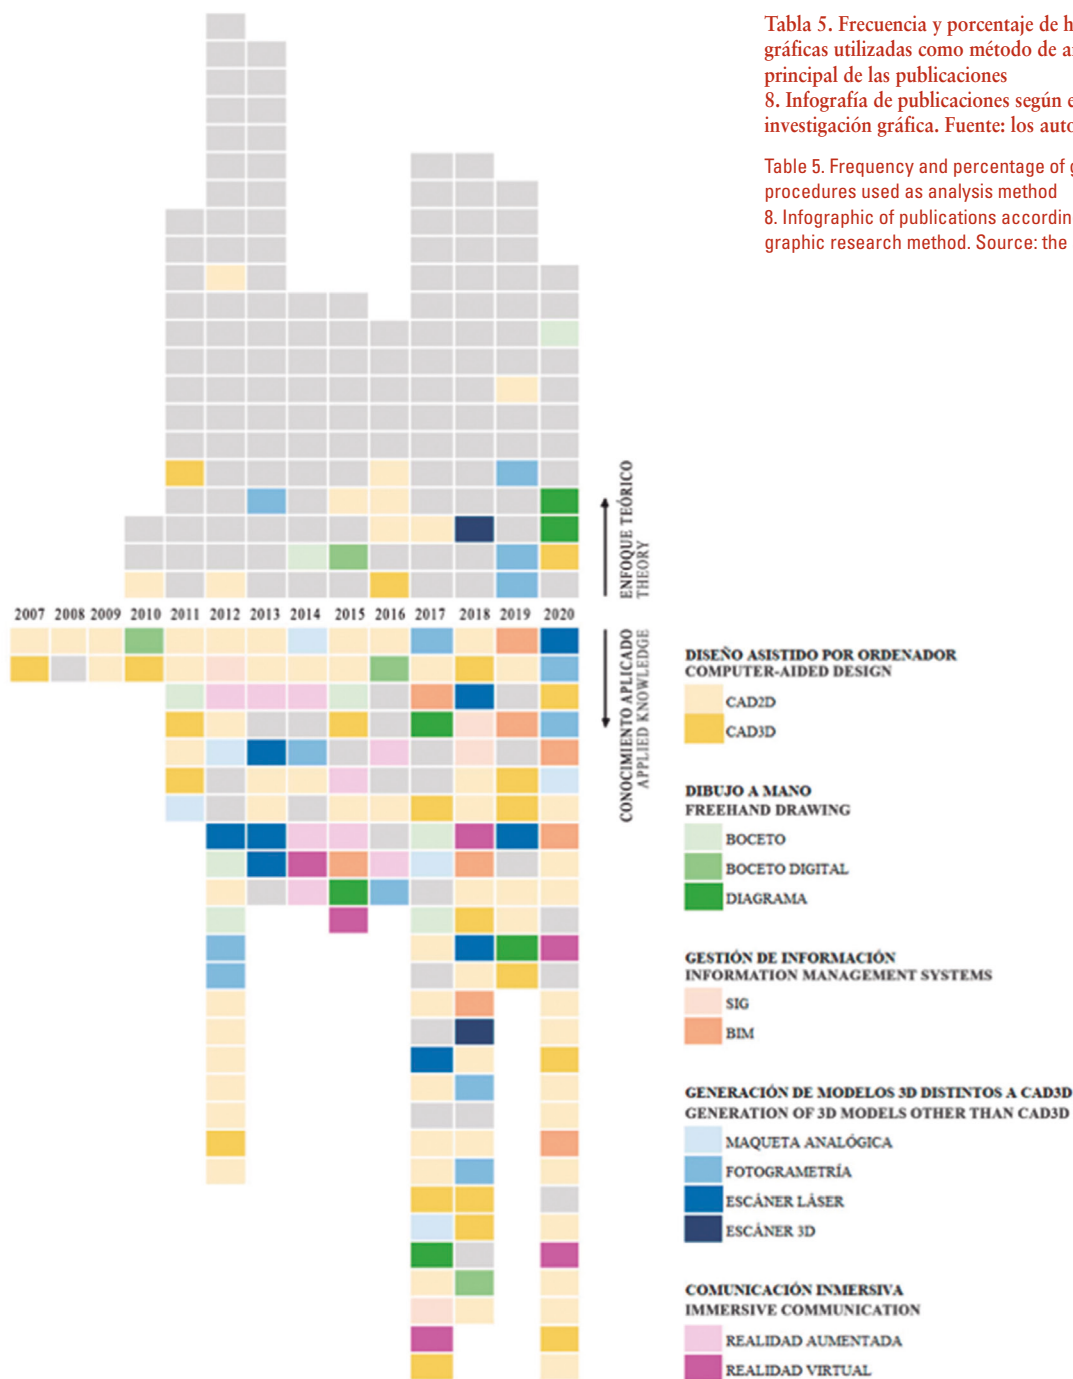 Tabla 5. Frecuencia y porcentaje de h
gráficas utilizadas como método de a
principal de las publicaciones
8. Infografía de publicaciones según e
investigación gráfica. Fuente: los auto
Table 5. Frequency and percentage of g
procedures used as analysis method
8. Infographic of publications accordin
graphic research method. Source: the
ENFOQUE TEÓRICO
THEORY
2007 2008 2009 2010 2011 2012 2013 2014 2015 2016 2017 2018 2019 2020
CONOCIMIENTO APLICADO
APPLIED KNOWLEDGE
DISEÑO ASISTIDO POR ORDENADOR
COMPUTER-AIDED DESIGN
CAD2D
CAD3D
DIBUJO A MANO
FREEHAND DRAWING
BOCETO
BOCETO DIGITAL
DIAGRAMA
GESTIÓN DE INFORMACIÓN
INFORMATION MANAGEMENT SYSTEMS
SIG
BIM
GENERACIÓN DE MODELOS 3D DISTINTOS A CAD3D
GENERATION OF 3D MODELS OTHER THAN CAD3D
MAQUETA ANALÓGICA
FOTOGRAMETRÍA
ESCÁNER LÁSER
ESCÁNER 3D
COMUNICACIÓN INMERSIVA
IMMERSIVE COMMUNICATION
REALIDAD AUMENTADA
REALIDAD VIRTUAL